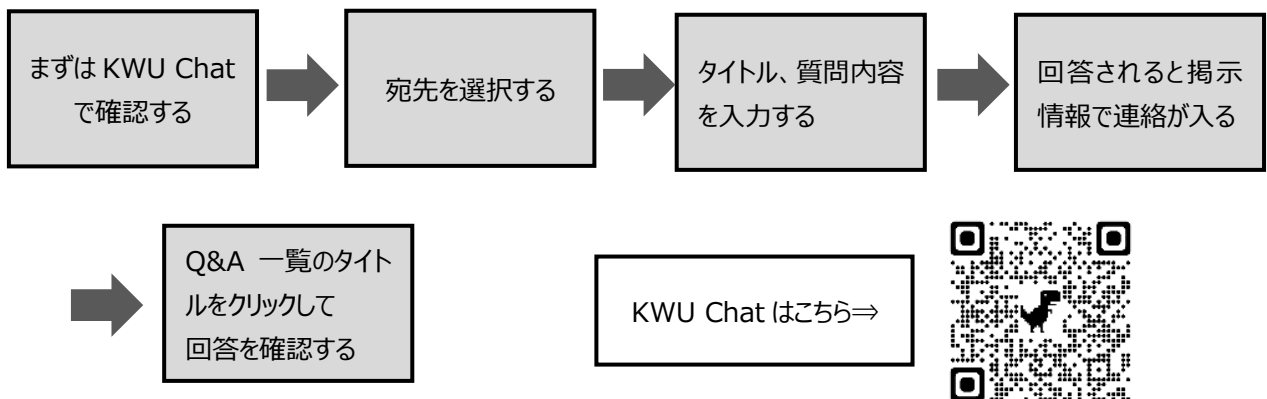 まずは KWU Chat
で確認する
宛先を選択する
タイトル、質問内容
を入力する
回答されると掲示
情報で連絡が入る
Q&A 一覧のタイト
ルをクリックして
回答を確認する
KWU Chat はこちら⇒